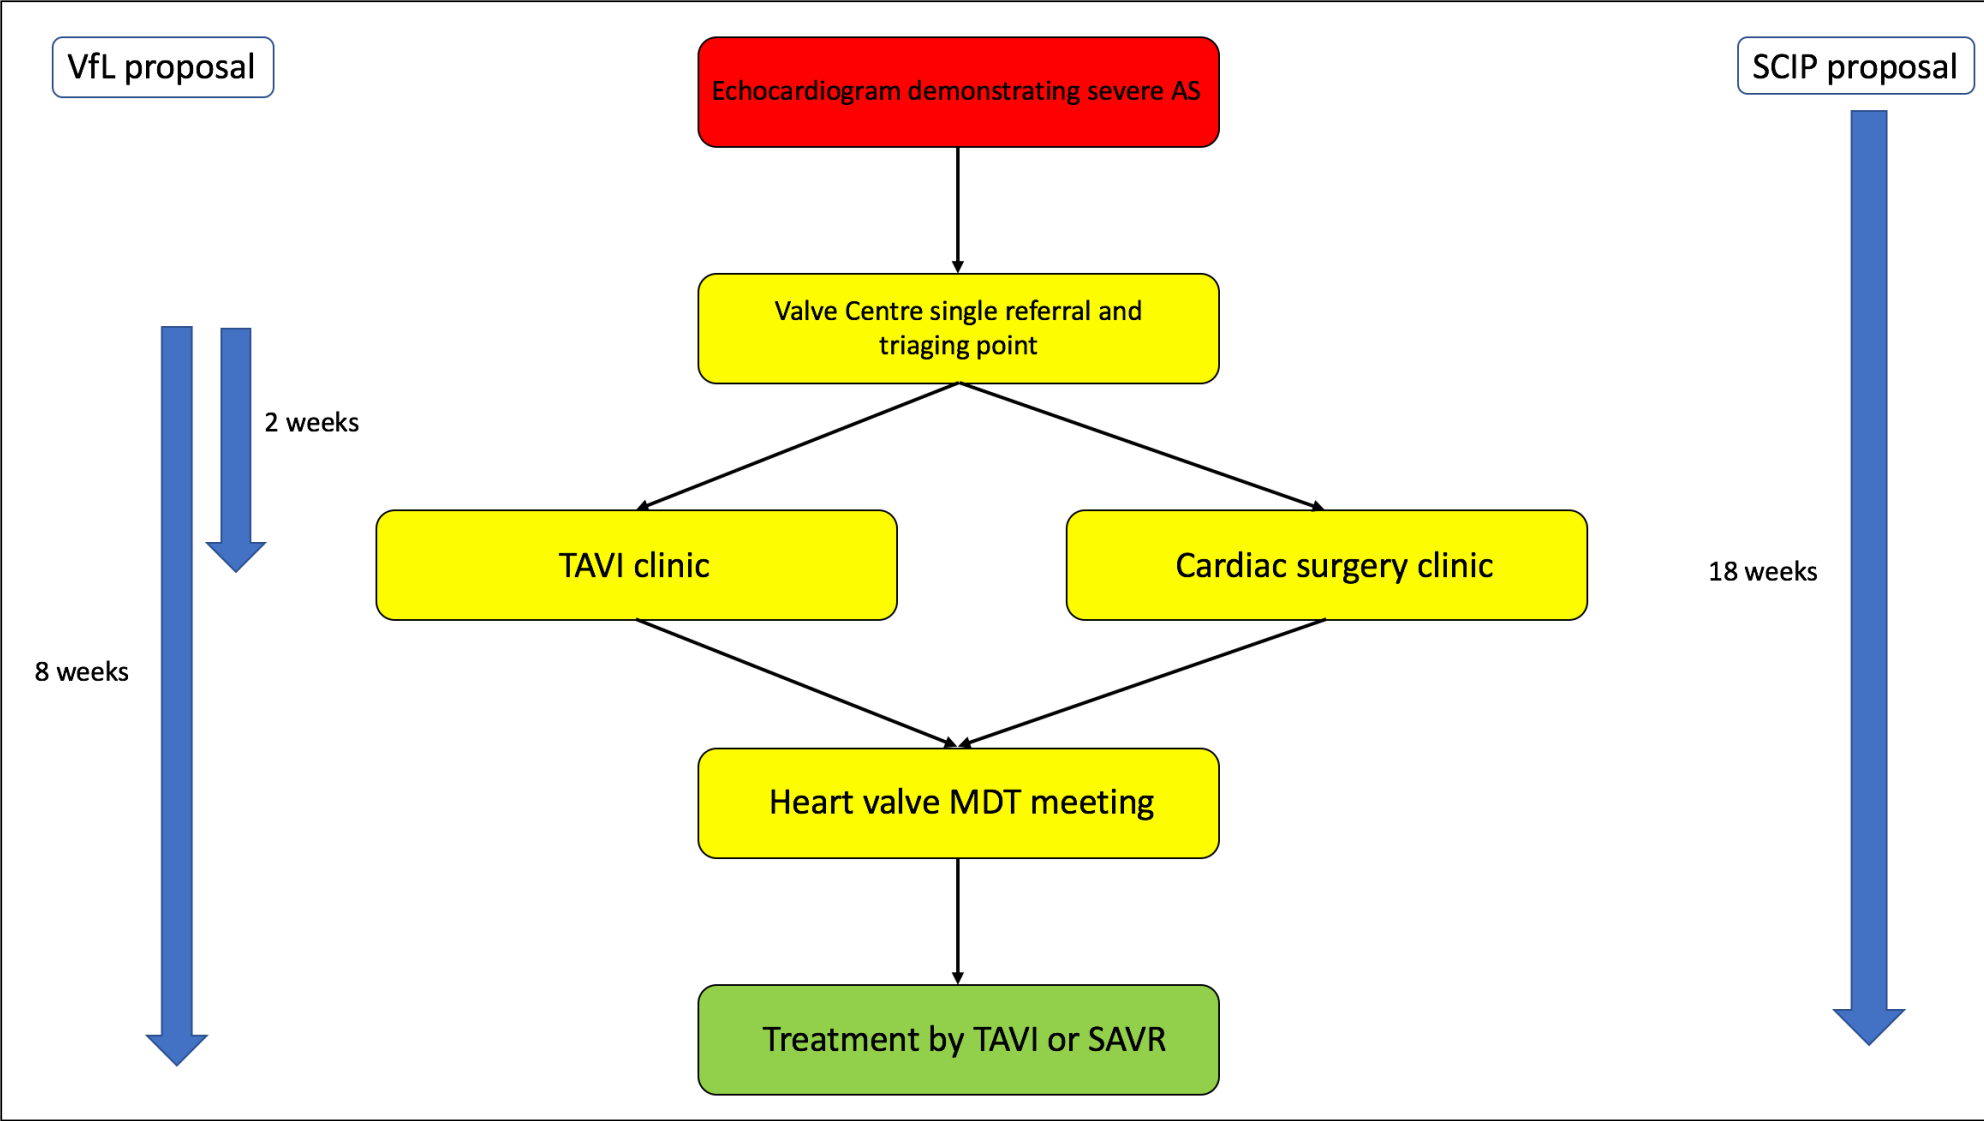 VfL proposal
Echocardiogram demonstrating severe AS
SCIP proposal
Valve Centre single referral and
triaging point
2 weeks
TAVI clinic
Cardiac surgery clinic
18 weeks
8 weeks
Heart valve MDT meeting
Treatment by TAVI or SAVR